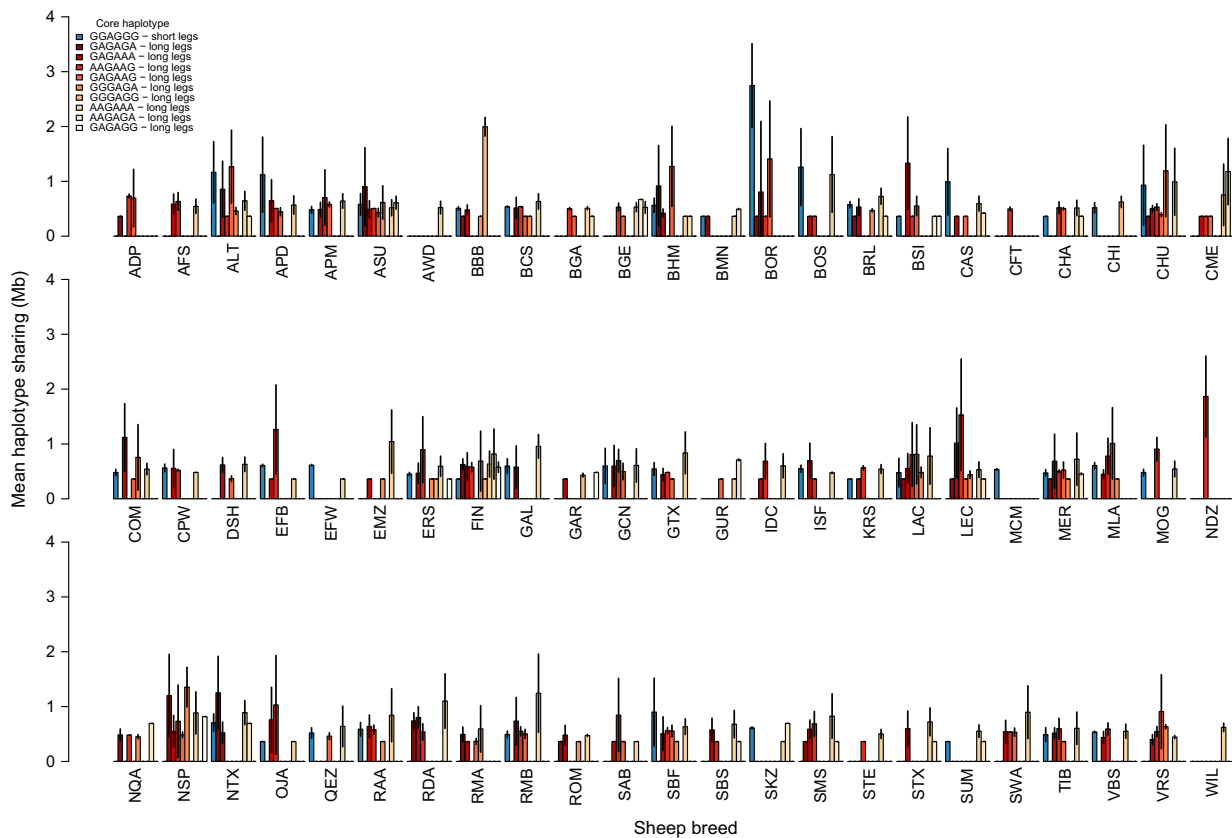 Core haplotype
GGAGGG − short legs
GAGAGA − long legs
GAGAAA − long legs
AAGAAG − long legs
GAGAAG − long legs
GGGAGA − long legs
GGGAGG − long legs
AAGAAA − long legs
AAGAGA − long legs
GAGAGG − long legs
Mean haplotype sharing (Mb)
4
3
2
1
0
ADP AFS ALT APD APM ASU AWD BBB BCS BGA BGE BHM BMN BOR BOS BRL BSI CAS CFT CHA CHI CHU CME
4
3
2
1
0
COM CPW DSH EFB EFW EMZ ERS FIN GAL GAR GCN GTX GUR IDC ISF KRS LAC LEC MCM MER MLA MOG NDZ
4
3
2
1
0
NQA NSP NTX OJA QEZ RAA RDA RMA RMB ROM SAB SBF SBS SKZ SMS STE STX SUM SWA TIB VBS VRS WIL
Sheep breed